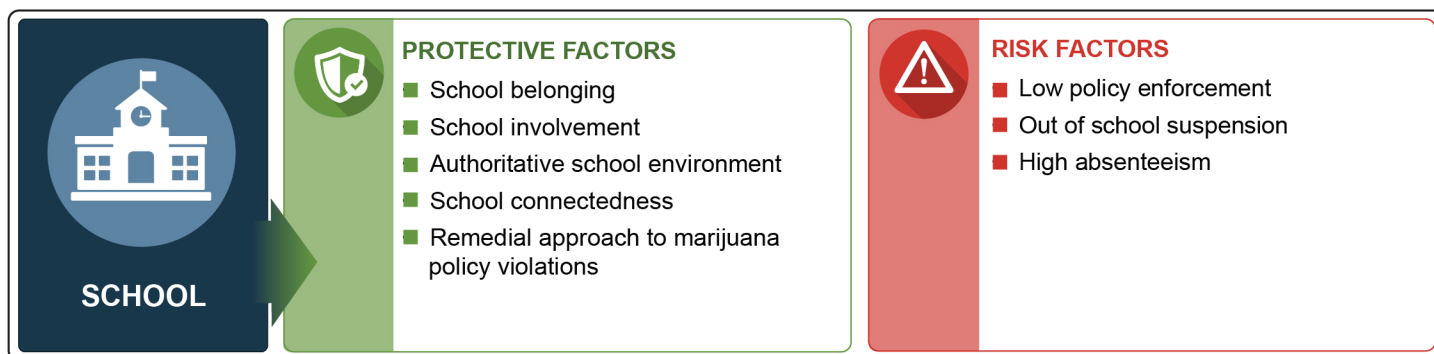 SCHOOL
PROTECTIVE FACTORS
School belonging
School involvement
Authoritative school environment
School connectedness
Remedial approach to marijuana
policy violations
RISK FACTORS
Low policy enforcement
Out of school suspension
High absenteeism